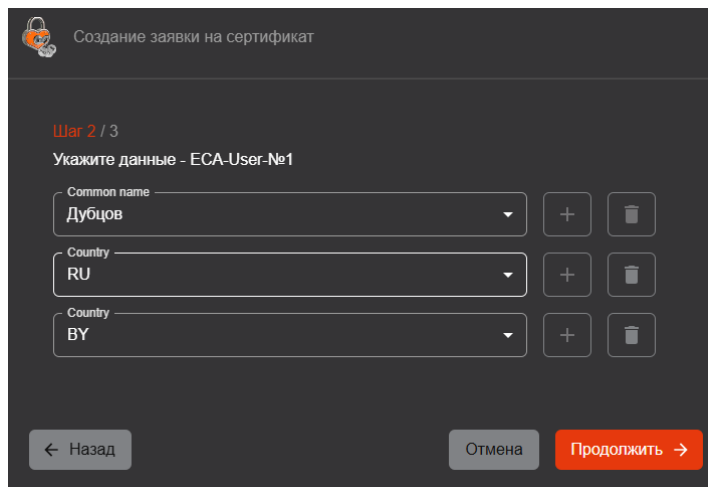 Создание заявки на сертификат
Шаг 2 / 3
Укажите данные - ECA-User-№1
Common name
Дубцов
Country
RU
Country
BY
Назад
Отмена
Продолжить